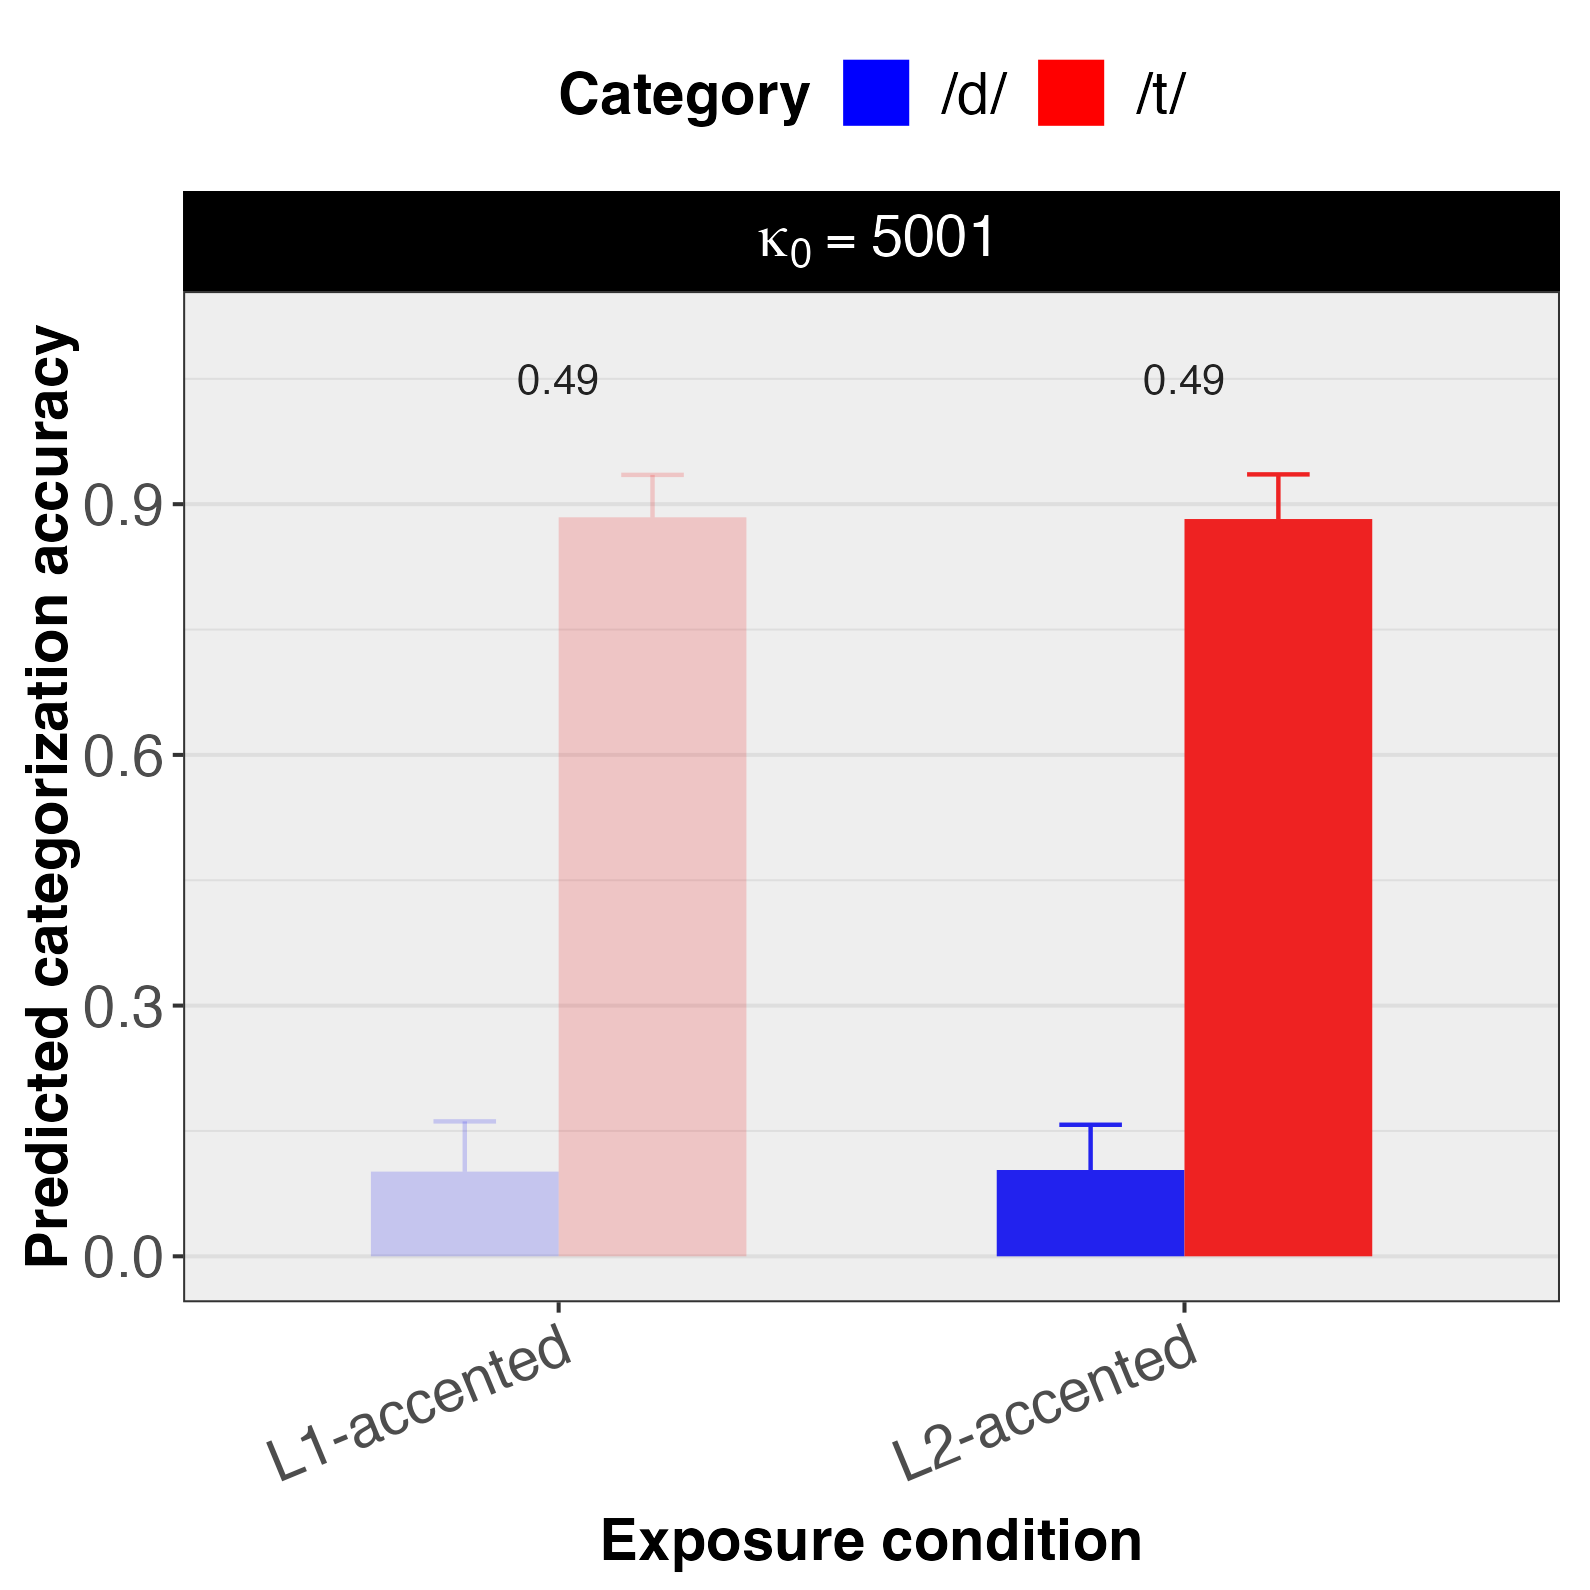 Category /d/ /t/
κ0 = 5001
0.49 0.49
Predicted categorization accuracy
0.9
0.6
0.3
0.0
L1-accented L2-accented
Exposure condition